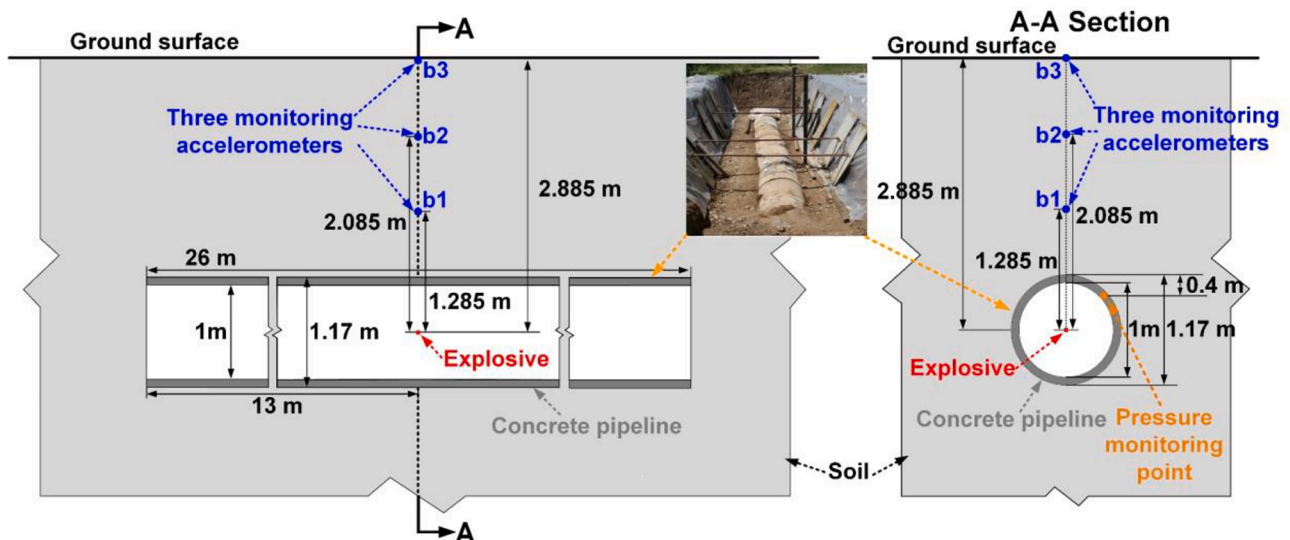 A
A-A Section
Ground surface
Ground surface
b3
b3
Three monitoring
accelerometers
b2
b1
2.085 m
2.885 m
26 m
1m
1.17 m
1.285 m
Explosive
13 m
Concrete pipeline
A
Soil
Three monitoring
accelerometers
b2
b1
2.885 m
2.085 m
1.285 m
0.4 m
1m
1.17 m
Explosive
Concrete pipeline
Pressure
monitoring
point